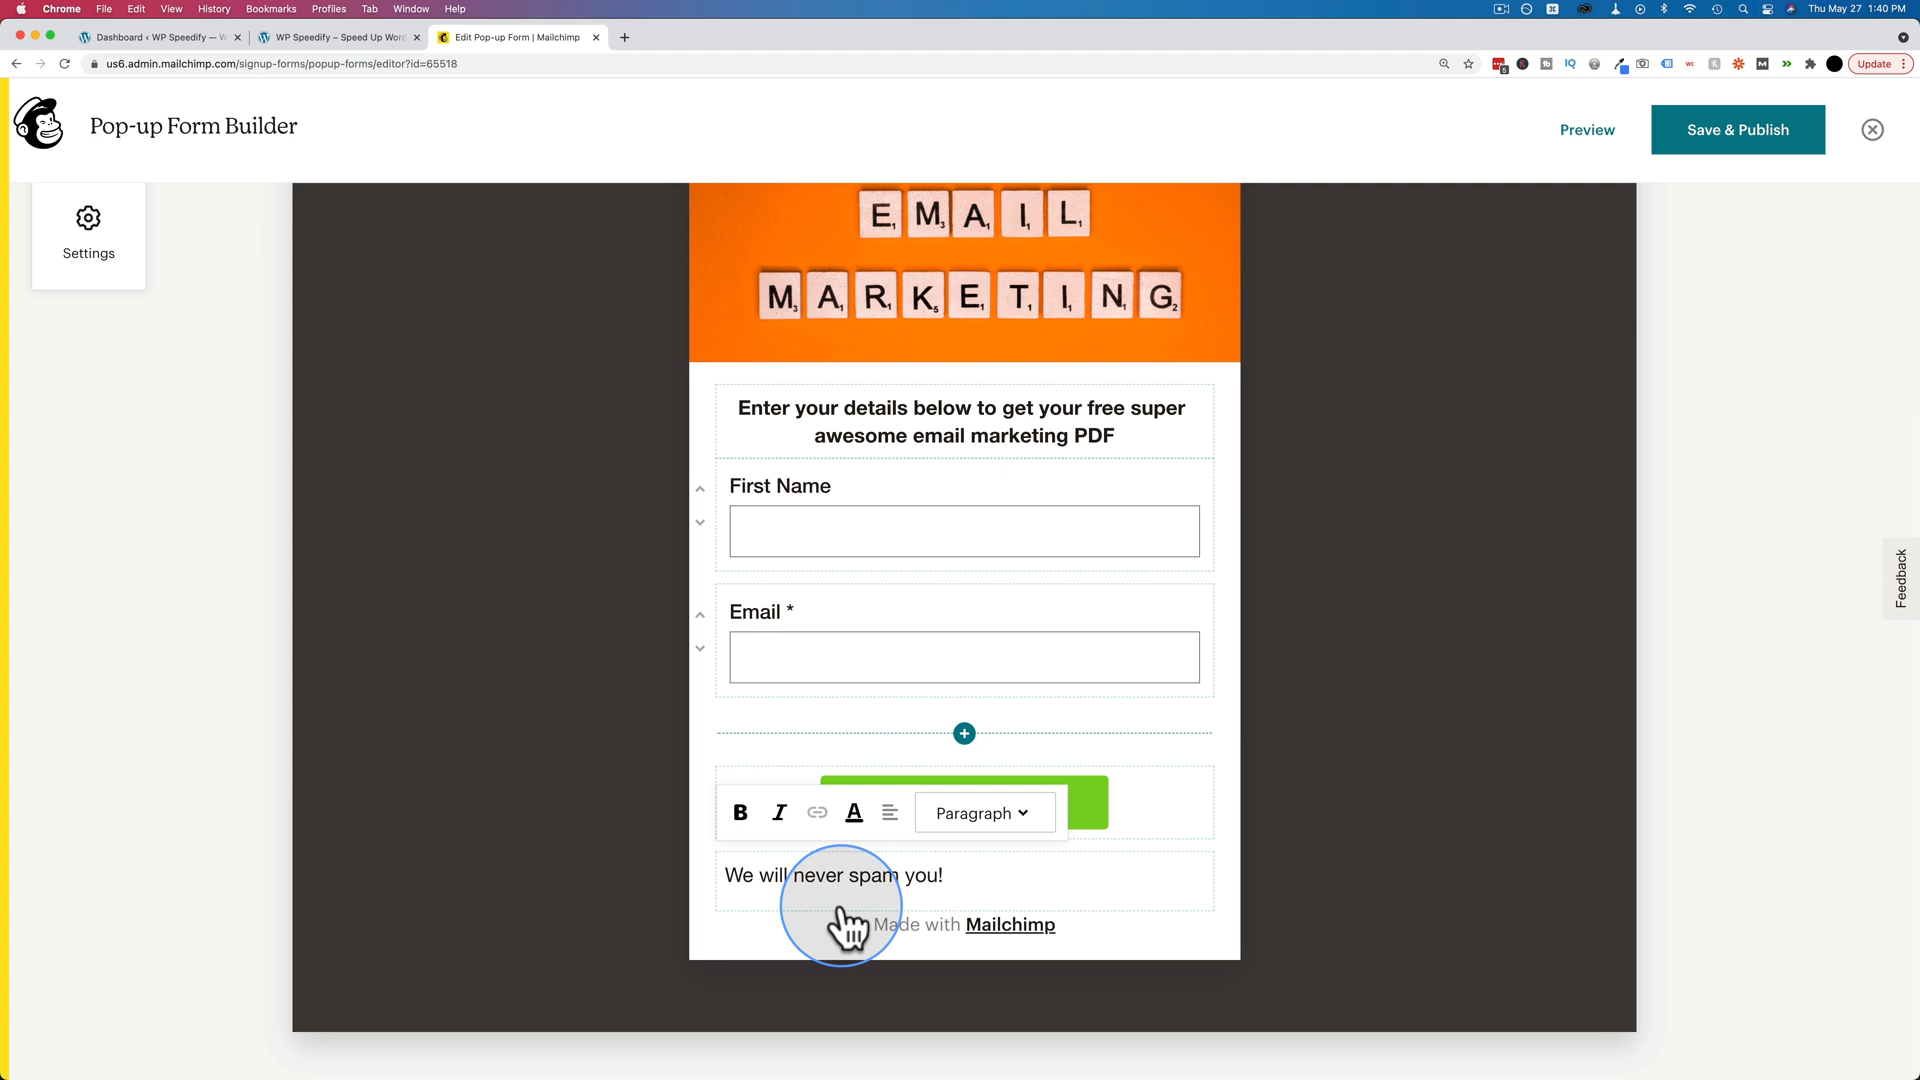 Chrome File Edit View History Bookmarks Profiles Tab Window Help
Thu May 27 1:40 PM
Dashboard ‹ WP Speedify — W
WP Speedify – Speed Up Word
Edit Pop-up Form | Mailchimp
us6.admin.mailchimp.com/signup-forms/popup-forms/editor?id=65518
Update
Pop-up Form Builder
Preview
Save & Publish
Settings
EMAIL
MARKETING
Enter your details below to get your free super
awesome email marketing PDF
First Name
Email *
B I A Paragraph
We will never spam you!
Made with Mailchimp
Feedback